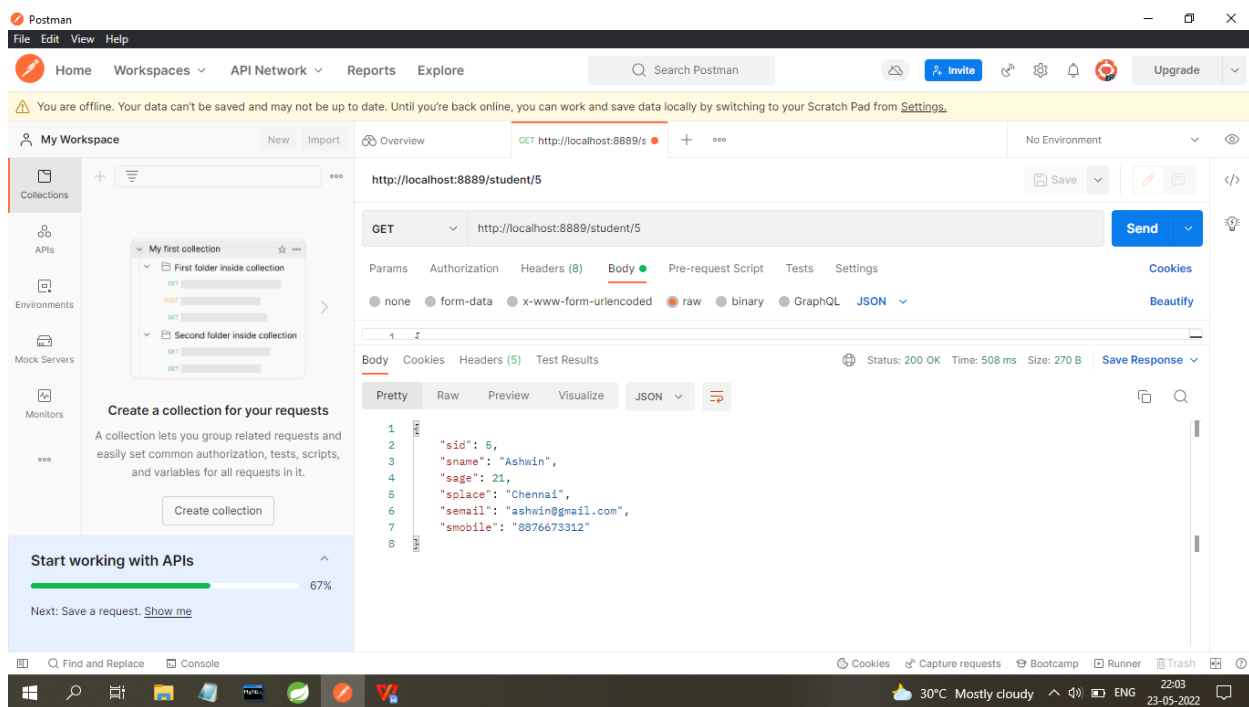 Postman
File Edit View Help
Home Workspaces API Network Reports Explore Search Postman Invite Upgrade
You are offline. Your data can't be saved and may not be up to date. Until you're back online, you can work and save data locally by switching to your Scratch Pad from Settings.
My Workspace New Import Overview GET http://localhost:8889/s No Environment
Collections
APIs
Environments
Mock Servers
Monitors
My first collection
First folder inside collection
GET
POST
GET
Second folder inside collection
GET
GET
Create a collection for your requests
A collection lets you group related requests and
easily set common authorization, tests, scripts,
and variables for all requests in it.
Create collection
Start working with APIs
67%
Next: Save a request. Show me
http://localhost:8889/student/5 Save
GET http://localhost:8889/student/5 Send
Params Authorization Headers (8) Body Pre-request Script Tests Settings Cookies
none form-data x-www-form-urlencoded raw binary GraphQL JSON Beautify
1 {
Body Cookies Headers (5) Test Results Status: 200 OK Time: 508 ms Size: 270 B Save Response
Pretty Raw Preview Visualize JSON
1 {
2 "sid": 5,
3 "sname": "Ashwin",
4 "sage": 21,
5 "splace": "Chennai",
6 "semail": "ashwin@gmail.com",
7 "smobile": "8876673312"
8 }
Find and Replace Console Cookies Capture requests Bootcamp Runner Trash
30°C Mostly cloudy ENG 22:03
23-05-2022